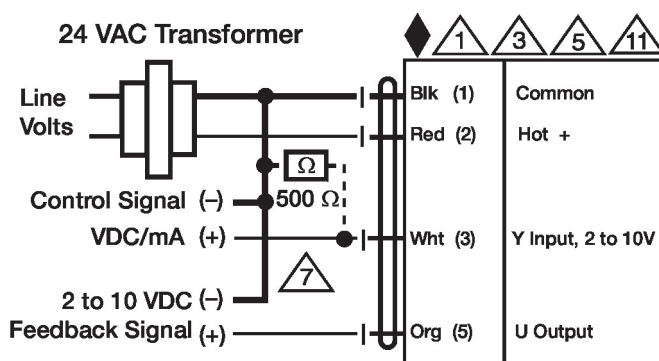 24 VAC Transformer
1 3 5 11
Line
Volts
Blk (1) Common
Red (2) Hot +
Ω
500 Ω
Control Signal (–)
VDC/mA (+)
Wht (3) Y Input, 2 to 10V
7
2 to 10 VDC (–)
Feedback Signal (+)
Org (5) U Output